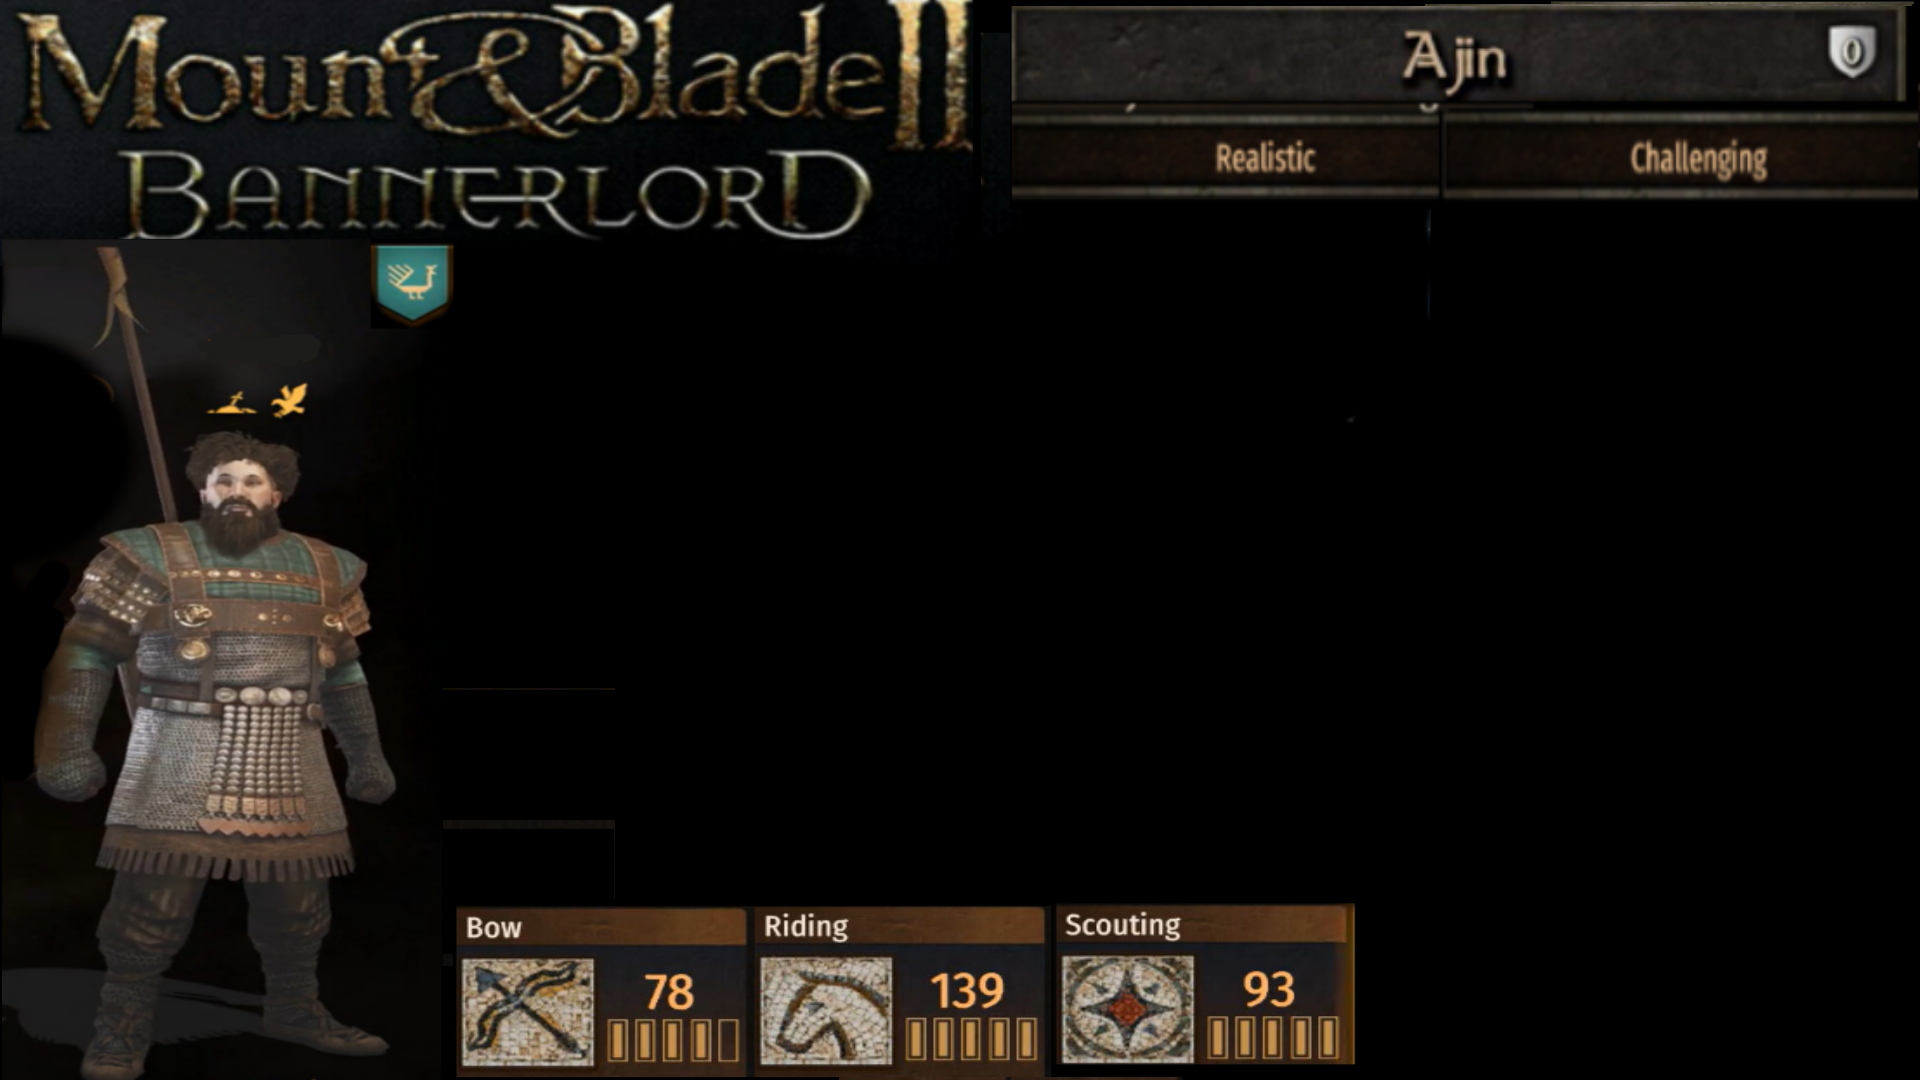 Mount & Blade II
BANNERLORD
Ajin
0
Realistic
Challenging
Bow
78
Riding
139
Scouting
93